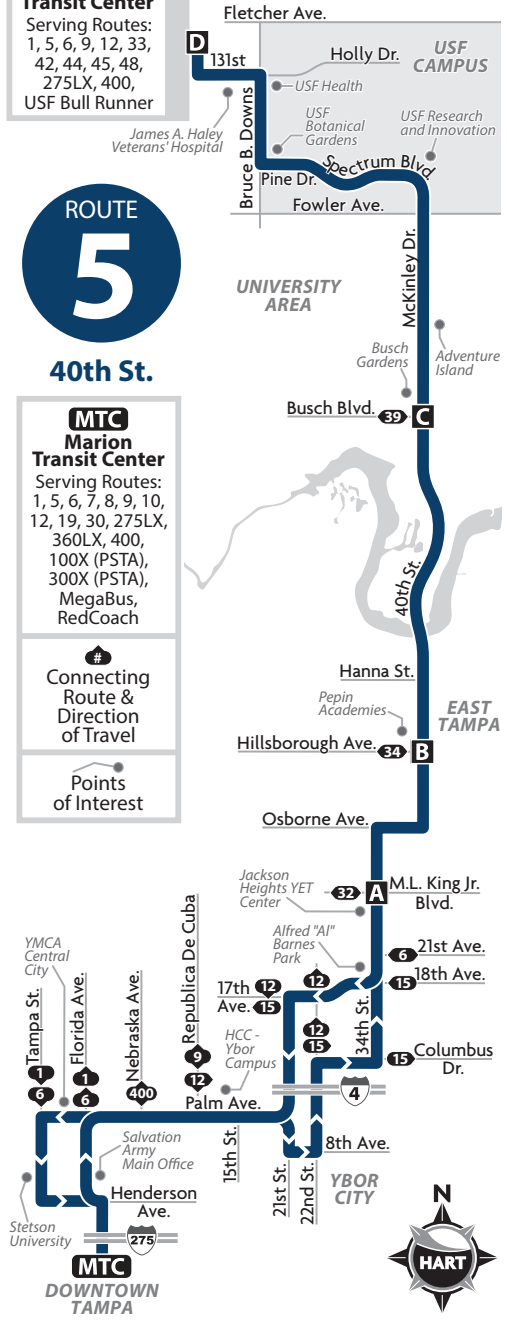 Transit Center
Serving Routes:
1, 5, 6, 9, 12, 33,
42, 44, 45, 48,
275LX, 400,
USF Bull Runner
Fletcher Ave.
D
131st
Holly Dr.
USF
CAMPUS
USF Health
James A. Haley
Veterans' Hospital
Bruce B. Downs
USF
Botanical
Gardens
USF Research
and Innovation
Spectrum Blvd.
Pine Dr.
Fowler Ave.
ROUTE
5
40th St.
UNIVERSITY
AREA
McKinley Dr.
Busch
Gardens
Adventure
Island
Busch Blvd.
39
C
MTC
Marion
Transit Center
Serving Routes:
1, 5, 6, 7, 8, 9, 10,
12, 19, 30, 275LX,
360LX, 400,
100X (PSTA),
300X (PSTA),
MegaBus,
RedCoach
#
Connecting
Route &
Direction
of Travel
Points
of Interest
40th St.
Hanna St.
Pepin
Academies
EAST
TAMPA
Hillsborough Ave.
34
B
Osborne Ave.
Jackson
Heights YET
Center
32
A
M.L. King Jr.
Blvd.
Alfred "Al"
Barnes
Park
6
21st Ave.
15
18th Ave.
17th
Ave.
12
15
12
12
15
34th St.
15
Columbus
Dr.
4
YMCA
Central
City
Tampa St.
1
6
Florida Ave.
1
6
Nebraska Ave.
400
Republica De Cuba
9
12
HCC -
Ybor
Campus
Palm Ave.
15th St.
21st St.
22nd St.
8th Ave.
YBOR
CITY
Salvation
Army
Main Office
Stetson
University
Henderson
Ave.
275
MTC
DOWNTOWN
TAMPA
N
HART